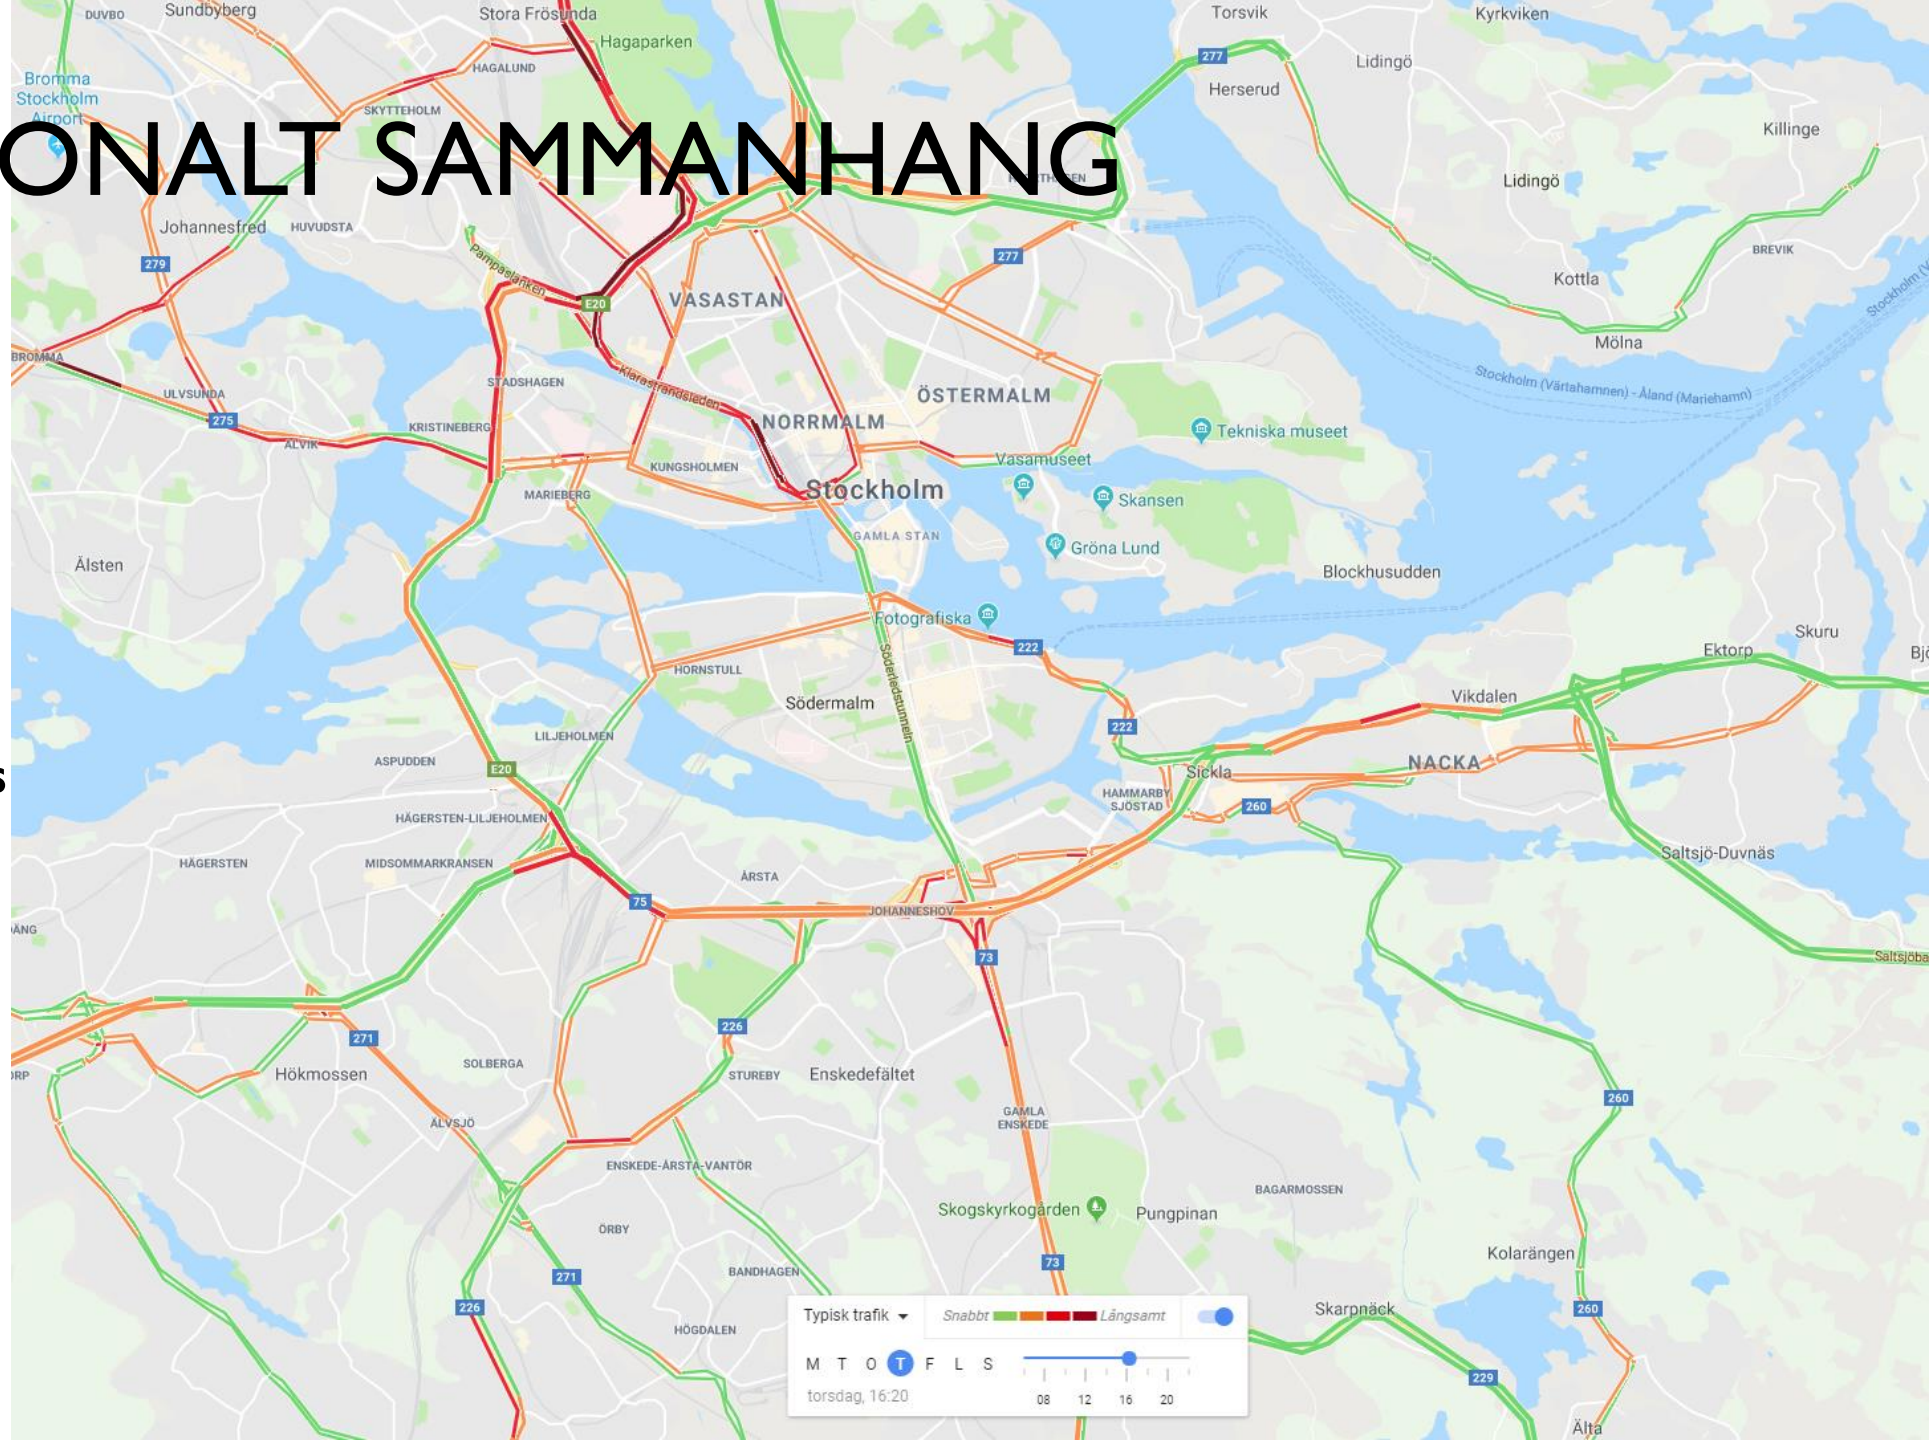 DUVBO
Sundbyberg
Stora Frösunda
Torsvik
Kyrkviken
Hagaparken
277
Lidingö
HAGALUND
Bromma
Stockholm
Airport
Herserud
SKYTTEHOLM
Killinge
ONALT SAMMANHANG
Lidingö
Johannesfred
HUVUDSTA
BREVIK
279
Pampaslänken
277
Kottla
E20
VASASTAN
Mölna
BROMMA
STADSHAGEN
Klarastrandsleden
Stockholm (Värtahamnen) - Åland (Mariehamn)
ULVSUNDA
ÖSTERMALM
275
NORRMALM
KRISTINEBERG
Tekniska museet
ALVIK
Vasamuseet
KUNGSHOLMEN
MARIEBERG
Stockholm
Skansen
GAMLA STAN
Gröna Lund
Älsten
Blockhusudden
Fotografiska
222
Skuru
Ektorp
HORNSTULL
Söderledstunneln
Södermalm
Vikdalen
222
LILJEHOLMEN
ASPUDDEN
E20
Sickla
NACKA
s
HAMMARBY
SJÖSTAD
260
HÄGERSTEN-LILJEHOLMEN
HÄGERSTEN
MIDSOMMARKRANSEN
ÅRSTA
Saltsjö-Duvnäs
75
JOHANNESHOV
ÄNG
73
Saltsjöba
226
271
SOLBERGA
Hökmossen
STUREBY
Enskedefältet
ORP
260
ÄLVSJÖ
GAMLA
ENSKEDE
ENSKEDE-ÅRSTA-VANTÖR
BAGARMOSSEN
Skogskyrkogården
Pungpinan
ÖRBY
Kolarängen
73
BANDHAGEN
271
226
Skarpnäck
260
HÖGDALEN
Typisk trafik
Snabbt
Långsamt
M T O T F L S
torsdag, 16:20
08 12 16 20
229
Älta